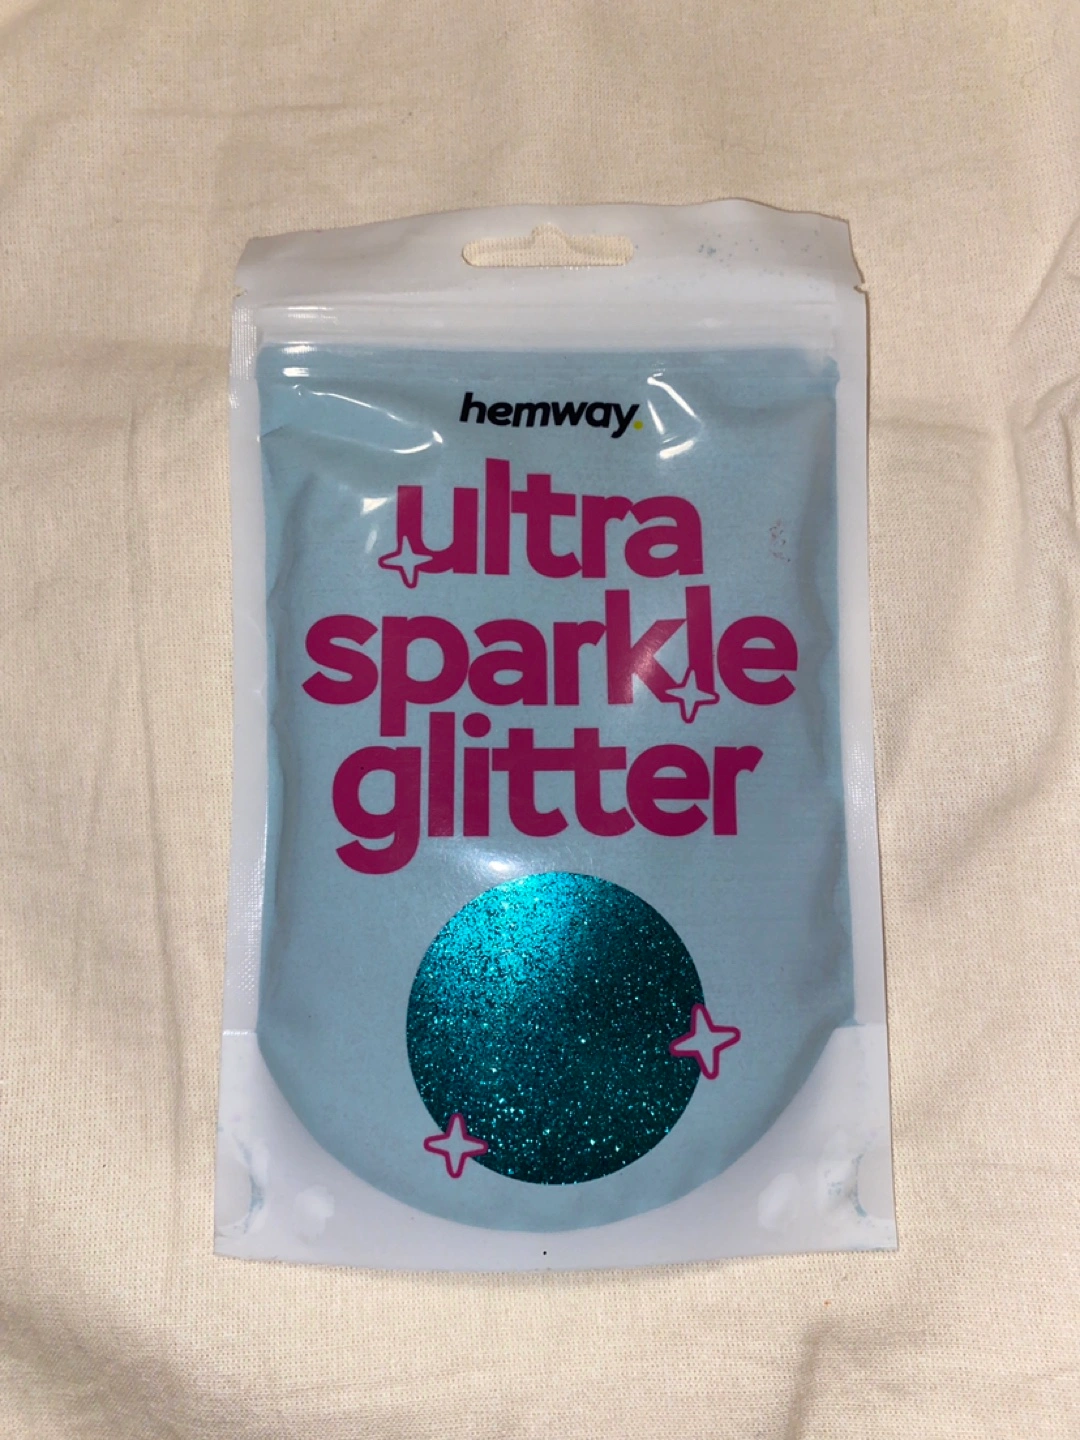 hemway.
ultra
sparkle
glitter